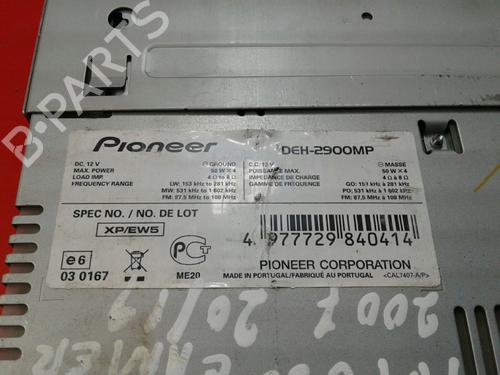 B-PARTS
Pioneer DEH-2900MP
DC. 12 V ⊖GROUND C.C. 12 V ⊖MASSE
MAX. POWER 50 W×4 PUISSANCE MAX. 50 W×4
LOAD IMP. 4 Ω to 8 Ω IMPEDANCE DE CHARGE 4 Ω à 8 Ω
FREQUENCY RANGE LW: 153 kHz to 281 kHz GAMME DE FRÉQUENCE GO: 153 kHz à 281 kHz
MW: 531 kHz to 1 602 kHz PO: 531 kHz à 1 602 kHz
FM: 87.5 MHz to 108 MHz FM: 87,5 MHz à 108 MHz
SPEC NO. / NO. DE LOT
XP/EW5
4 977729 840414
e6
03 0167 ME20
PIONEER CORPORATION
MADE IN PORTUGAL/FABRIQUÉ AU PORTUGAL <CAL7407-A/P>
2007 20/19